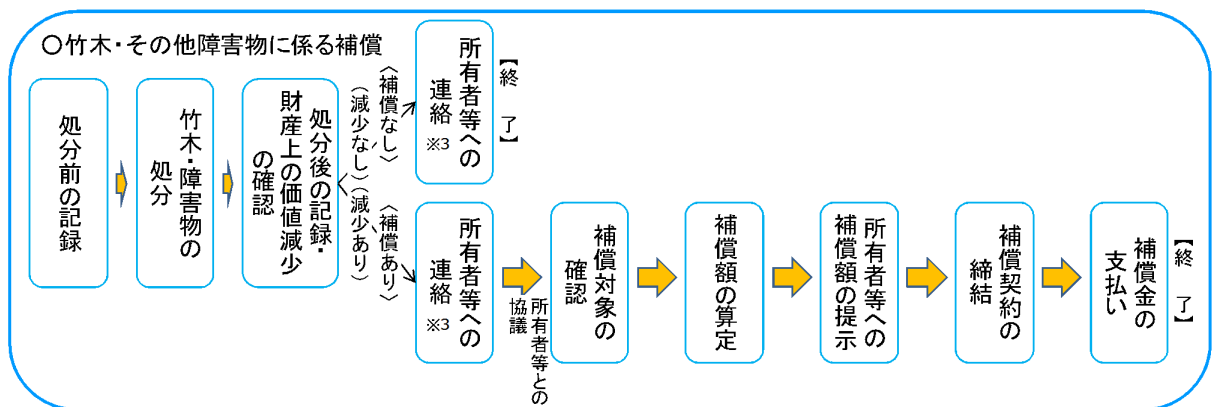 〇竹木・その他障害物に係る補償
処分前の記録
竹木・障害物の
処分
処分後の記録・
財産上の価値減少
の確認
〈補償なし〉
(減少なし)
所有者等への
連絡※3
【終 了】
(減少あり)
〈補償あり〉
所有者等への
連絡※3
所有者等との
協議
補償対象の
確認
補償額の算定
所有者等への
補償額の提示
補償契約の
締結
補償金の
支払い
【終 了】